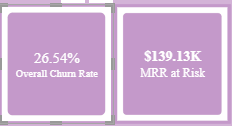 26.54%
Overall Churn Rate
$139.13K
MRR at Risk